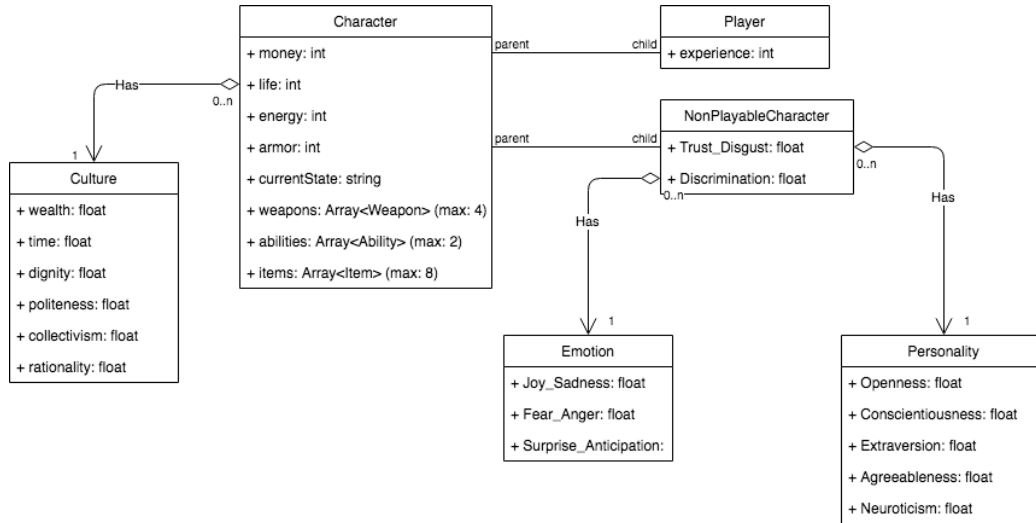 Character
+ money: int
+ life: int
+ energy: int
+ armor: int
+ currentState: string
+ weapons: Array<Weapon> (max: 4)
+ abilities: Array<Ability> (max: 2)
+ items: Array<Item> (max: 8)
Player
+ experience: int
parent
child
NonPlayableCharacter
+ Trust_Disgust: float
+ Discrimination: float
parent
child
Has
0..n
1
Culture
+ wealth: float
+ time: float
+ dignity: float
+ politeness: float
+ collectivism: float
+ rationality: float
0..n
Has
1
Emotion
+ Joy_Sadness: float
+ Fear_Anger: float
+ Surprise_Anticipation:
0..n
Has
1
Personality
+ Openness: float
+ Conscientiousness: float
+ Extraversion: float
+ Agreeableness: float
+ Neuroticism: float